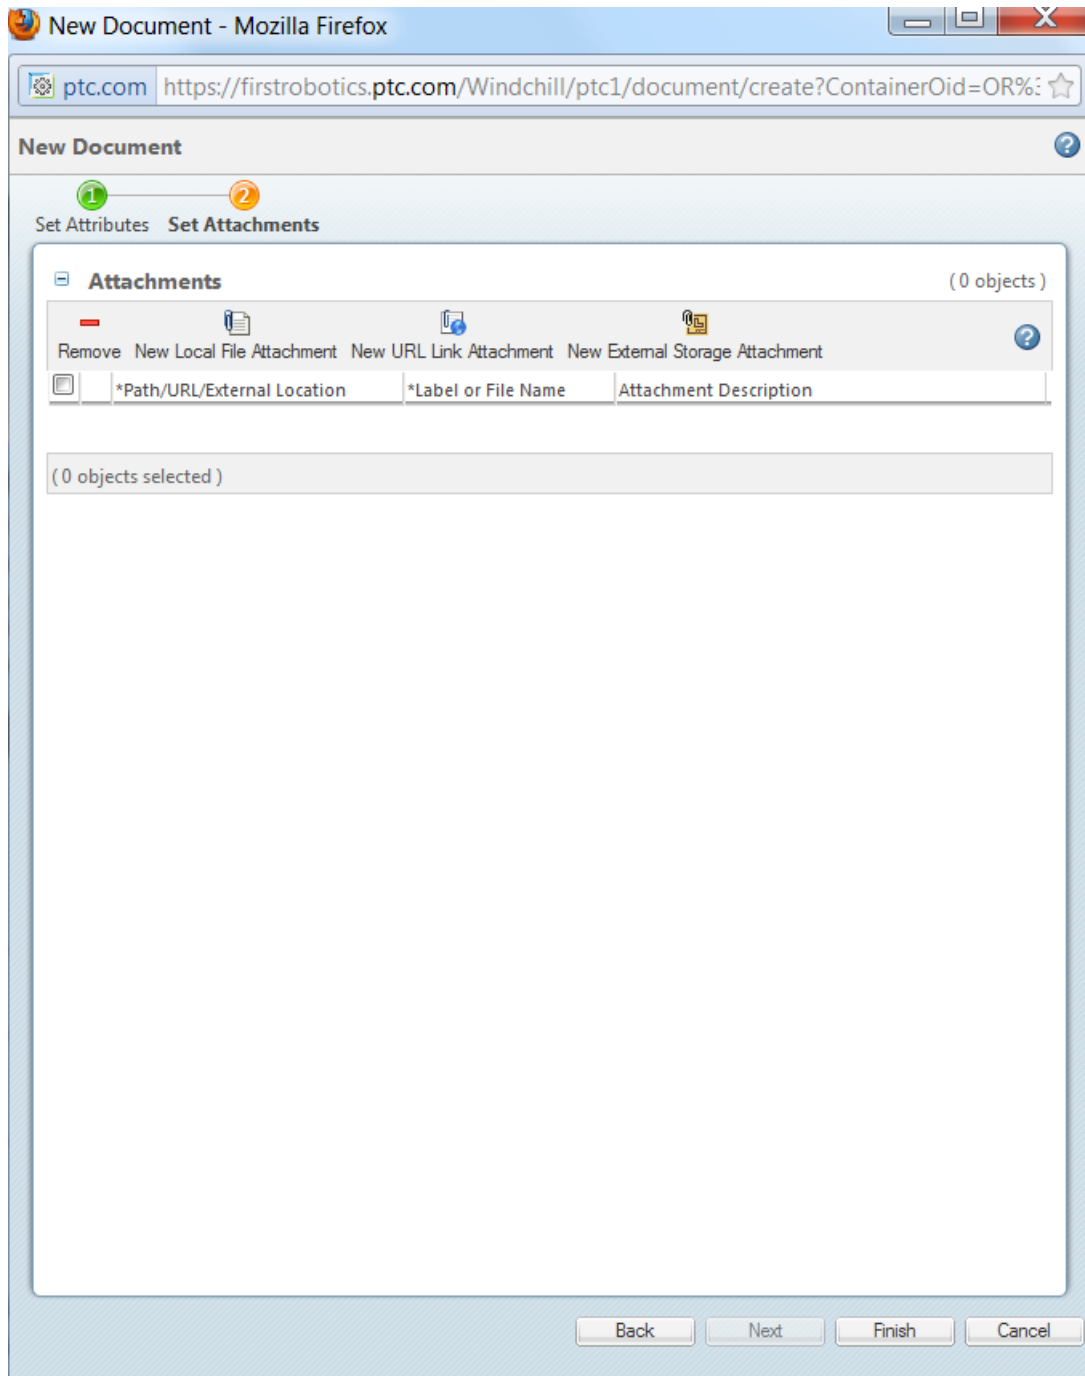 New Document - Mozilla Firefox
ptc.com https://firstrobotics.ptc.com/Windchill/ptc1/document/create?ContainerOid=OR%
New Document
1 2
Set Attributes Set Attachments
Attachments (0 objects)
Remove New Local File Attachment New URL Link Attachment New External Storage Attachment
*Path/URL/External Location *Label or File Name Attachment Description
(0 objects selected)
Back Next Finish Cancel